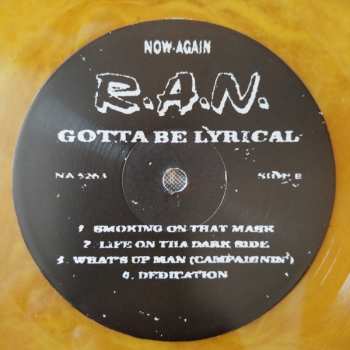 NOW-AGAIN
R.A.N.
GOTTA BE LYRICAL
NA 5263 SIDE B
1. SMOKING ON THAT MASK
2. LIFE ON THA DARK SIDE
3. WHAT'S UP MAN (CAMPAIGNIN')
4. DEDICATION